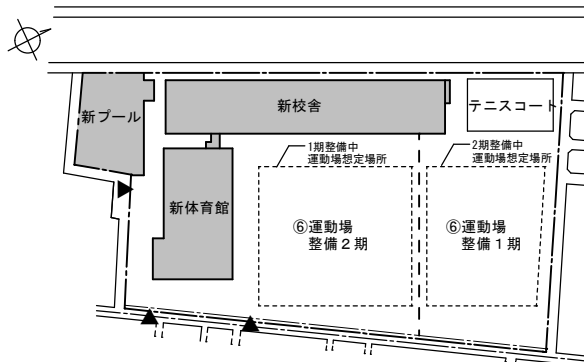 新プール
新校舎
テニスコート
1期整備中
運動場想定場所
2期整備中
運動場想定場所
新体育館
⑥運動場
整備2期
⑥運動場
整備1期